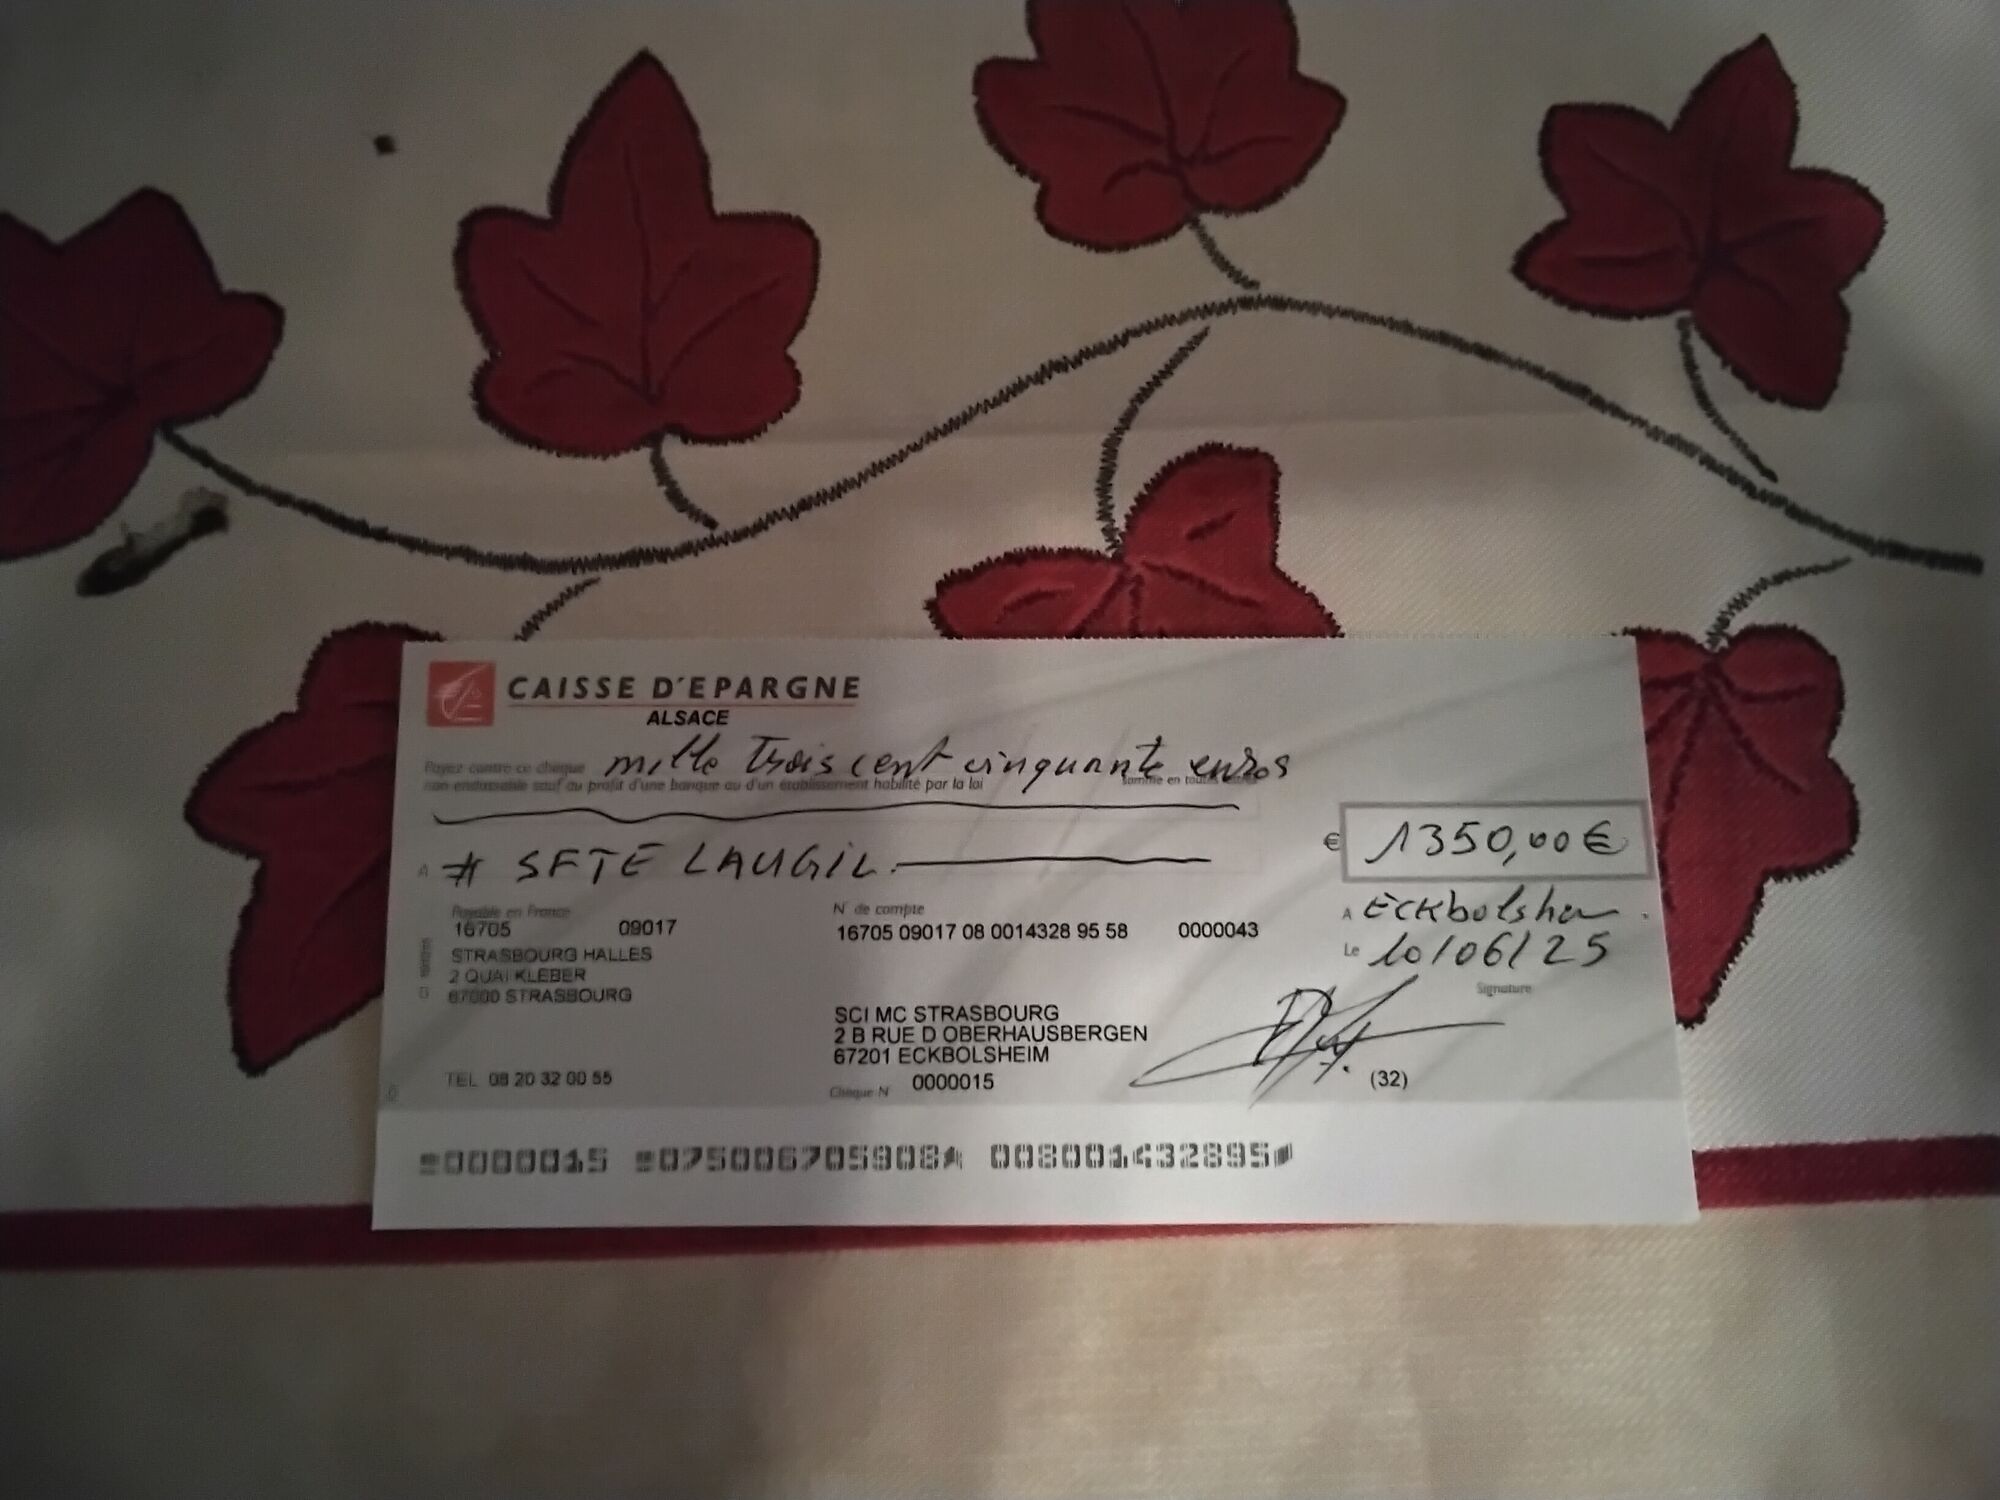 CAISSE D'EPARGNE
ALSACE
Payez contre ce chèque mille trois cent cinquante euros
non endossable sauf au profit d'une banque ou d'un établissement habilité par la loi somme en toutes lettres
€ 1350,00 €
A # SFTE LAUGIL
Payable en France N° de compte A Eckbolsheim
16705 09017 16705 09017 08 0014328 95 58 0000043
Le 10/06/25
STRASBOURG HALLES
2 QUAI KLEBER
67000 STRASBOURG
Signature
SCI MC STRASBOURG
2 B RUE D OBERHAUSBERGEN
67201 ECKBOLSHEIM
TEL 08 20 32 00 55 Chèque N° 0000015 (32)
0000015 075006705908 008001432895